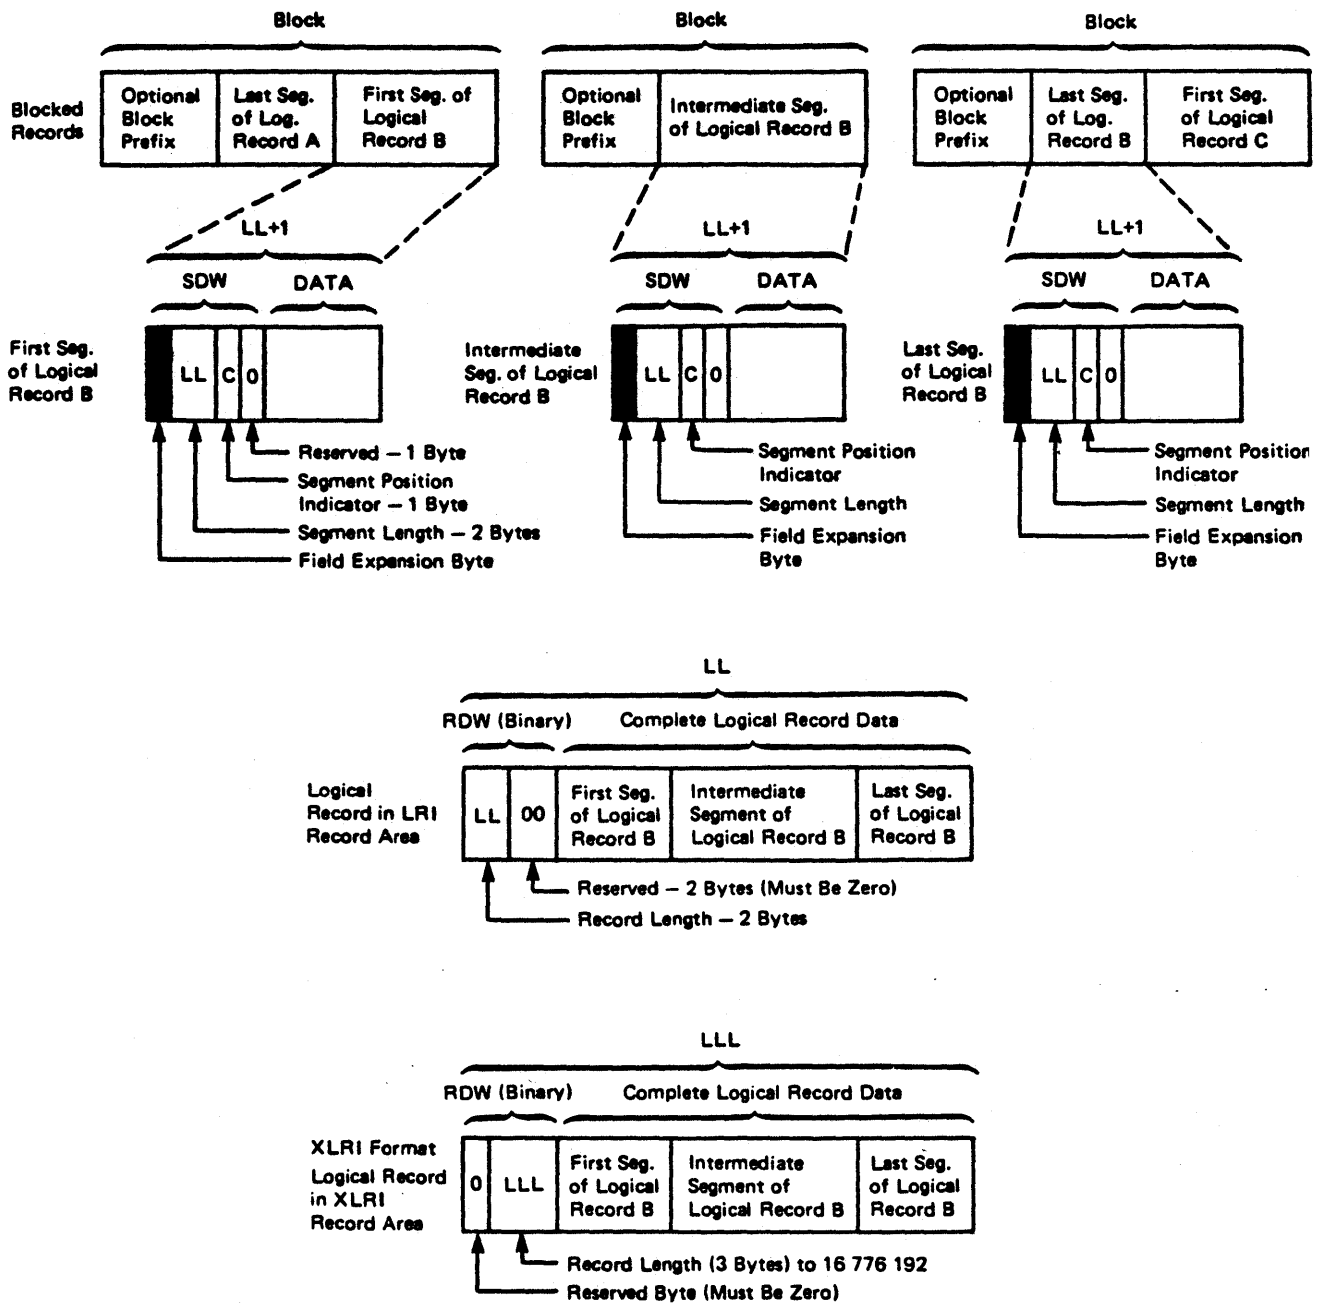 Block
Block
Block
Blocked
Records
Optional
Block
Prefix
Last Seg.
of Log.
Record A
First Seg. of
Logical
Record B
Optional
Block
Prefix
Intermediate Seg.
of Logical Record B
Optional
Block
Prefix
Last Seg.
of Log.
Record B
First Seg.
of Logical
Record C
LL+1
LL+1
LL+1
SDW
DATA
SDW
DATA
SDW
DATA
First Seg.
of Logical
Record B
LL
C
0
Intermediate
Seg. of Logical
Record B
LL
C
0
Last Seg.
of Logical
Record B
LL
C
0
Reserved – 1 Byte
Segment Position
Indicator – 1 Byte
Segment Length – 2 Bytes
Field Expansion Byte
Segment Position
Indicator
Segment Length
Field Expansion
Byte
Segment Position
Indicator
Segment Length
Field Expansion
Byte
LL
RDW (Binary)
Complete Logical Record Data
Logical
Record in LRI
Record Area
LL
00
First Seg.
of Logical
Record B
Intermediate
Segment of
Logical Record B
Last Seg.
of Logical
Record B
Reserved – 2 Bytes (Must Be Zero)
Record Length – 2 Bytes
LLL
RDW (Binary)
Complete Logical Record Data
XLRI Format
Logical Record
in XLRI
Record Area
0
LLL
First Seg.
of Logical
Record B
Intermediate
Segment of
Logical Record B
Last Seg.
of Logical
Record B
Record Length (3 Bytes) to 16 776 192
Reserved Byte (Must Be Zero)